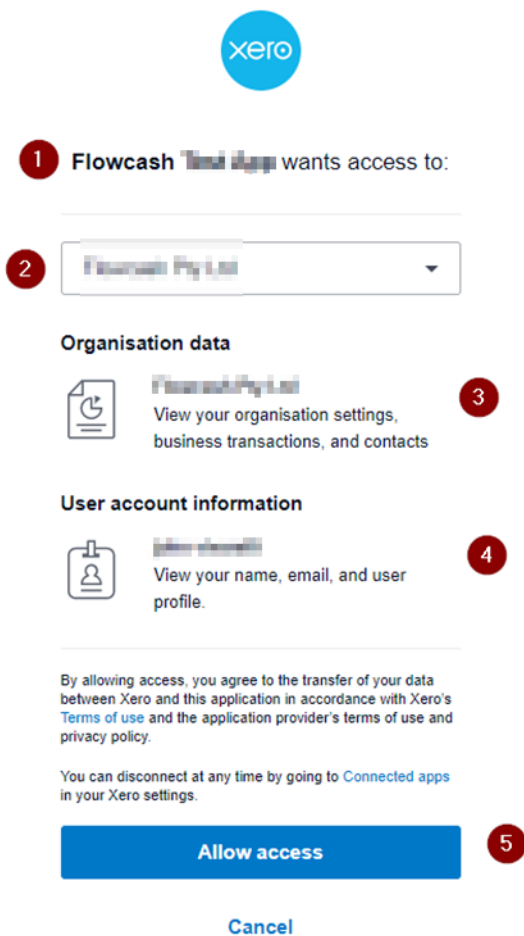 xero
1 Flowcash wants access to:
2
Organisation data
View your organisation settings,
business transactions, and contacts
3
User account information
View your name, email, and user
profile.
4
By allowing access, you agree to the transfer of your data
between Xero and this application in accordance with Xero's
Terms of use and the application provider's terms of use and
privacy policy.
You can disconnect at any time by going to Connected apps
in your Xero settings.
Allow access
5
Cancel